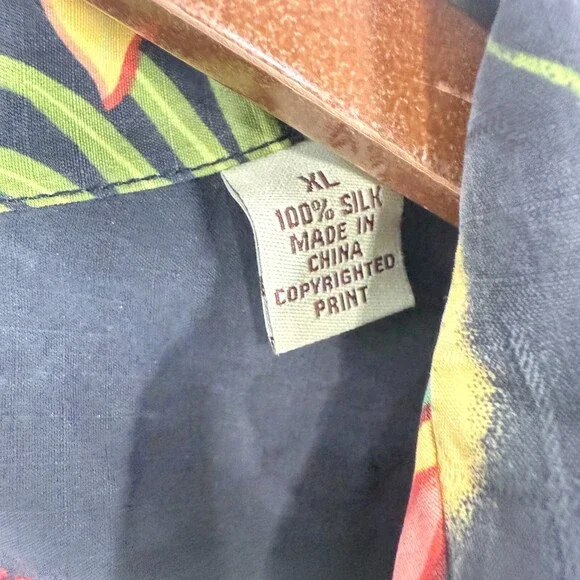 XL
100% SILK
MADE IN
CHINA
COPYRIGHTED
PRINT